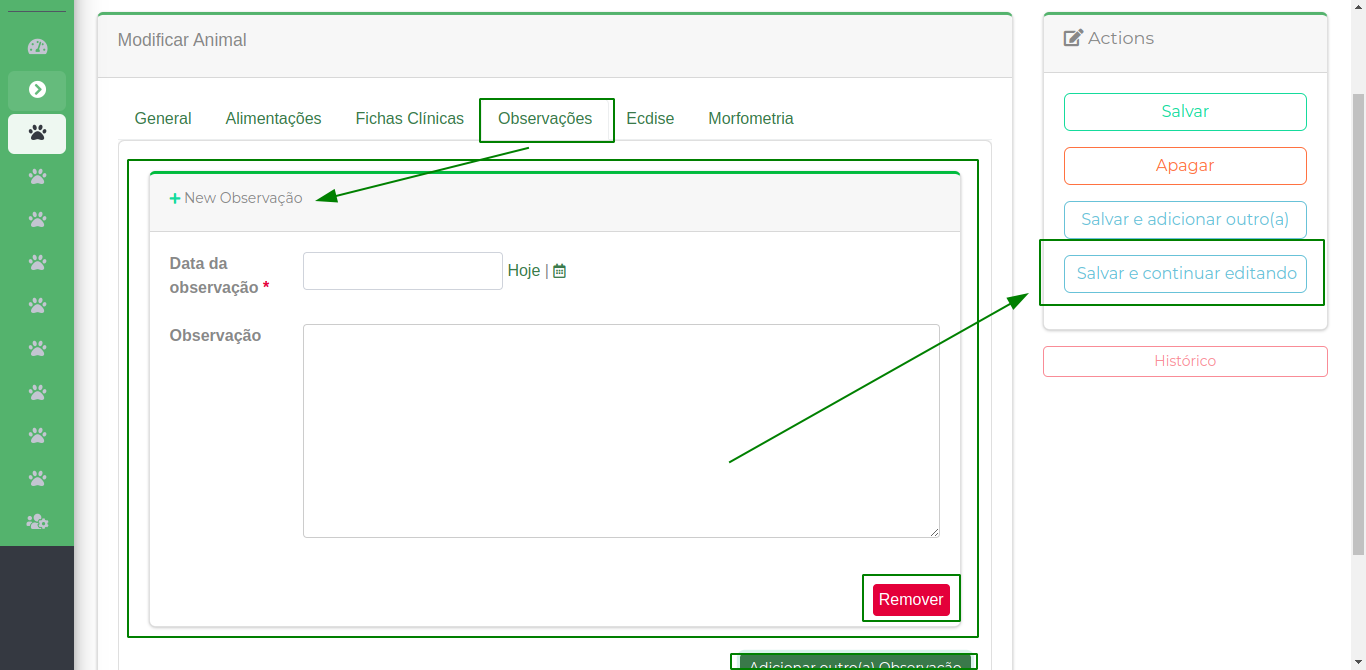 Modificar Animal
General
Alimentações
Fichas Clínicas
Observações
Ecdise
Morfometria
+ New Observação
Data da
observação *
Hoje |
Observação
Remover
Adicionar outro(a) Observação
Actions
Salvar
Apagar
Salvar e adicionar outro(a)
Salvar e continuar editando
Histórico